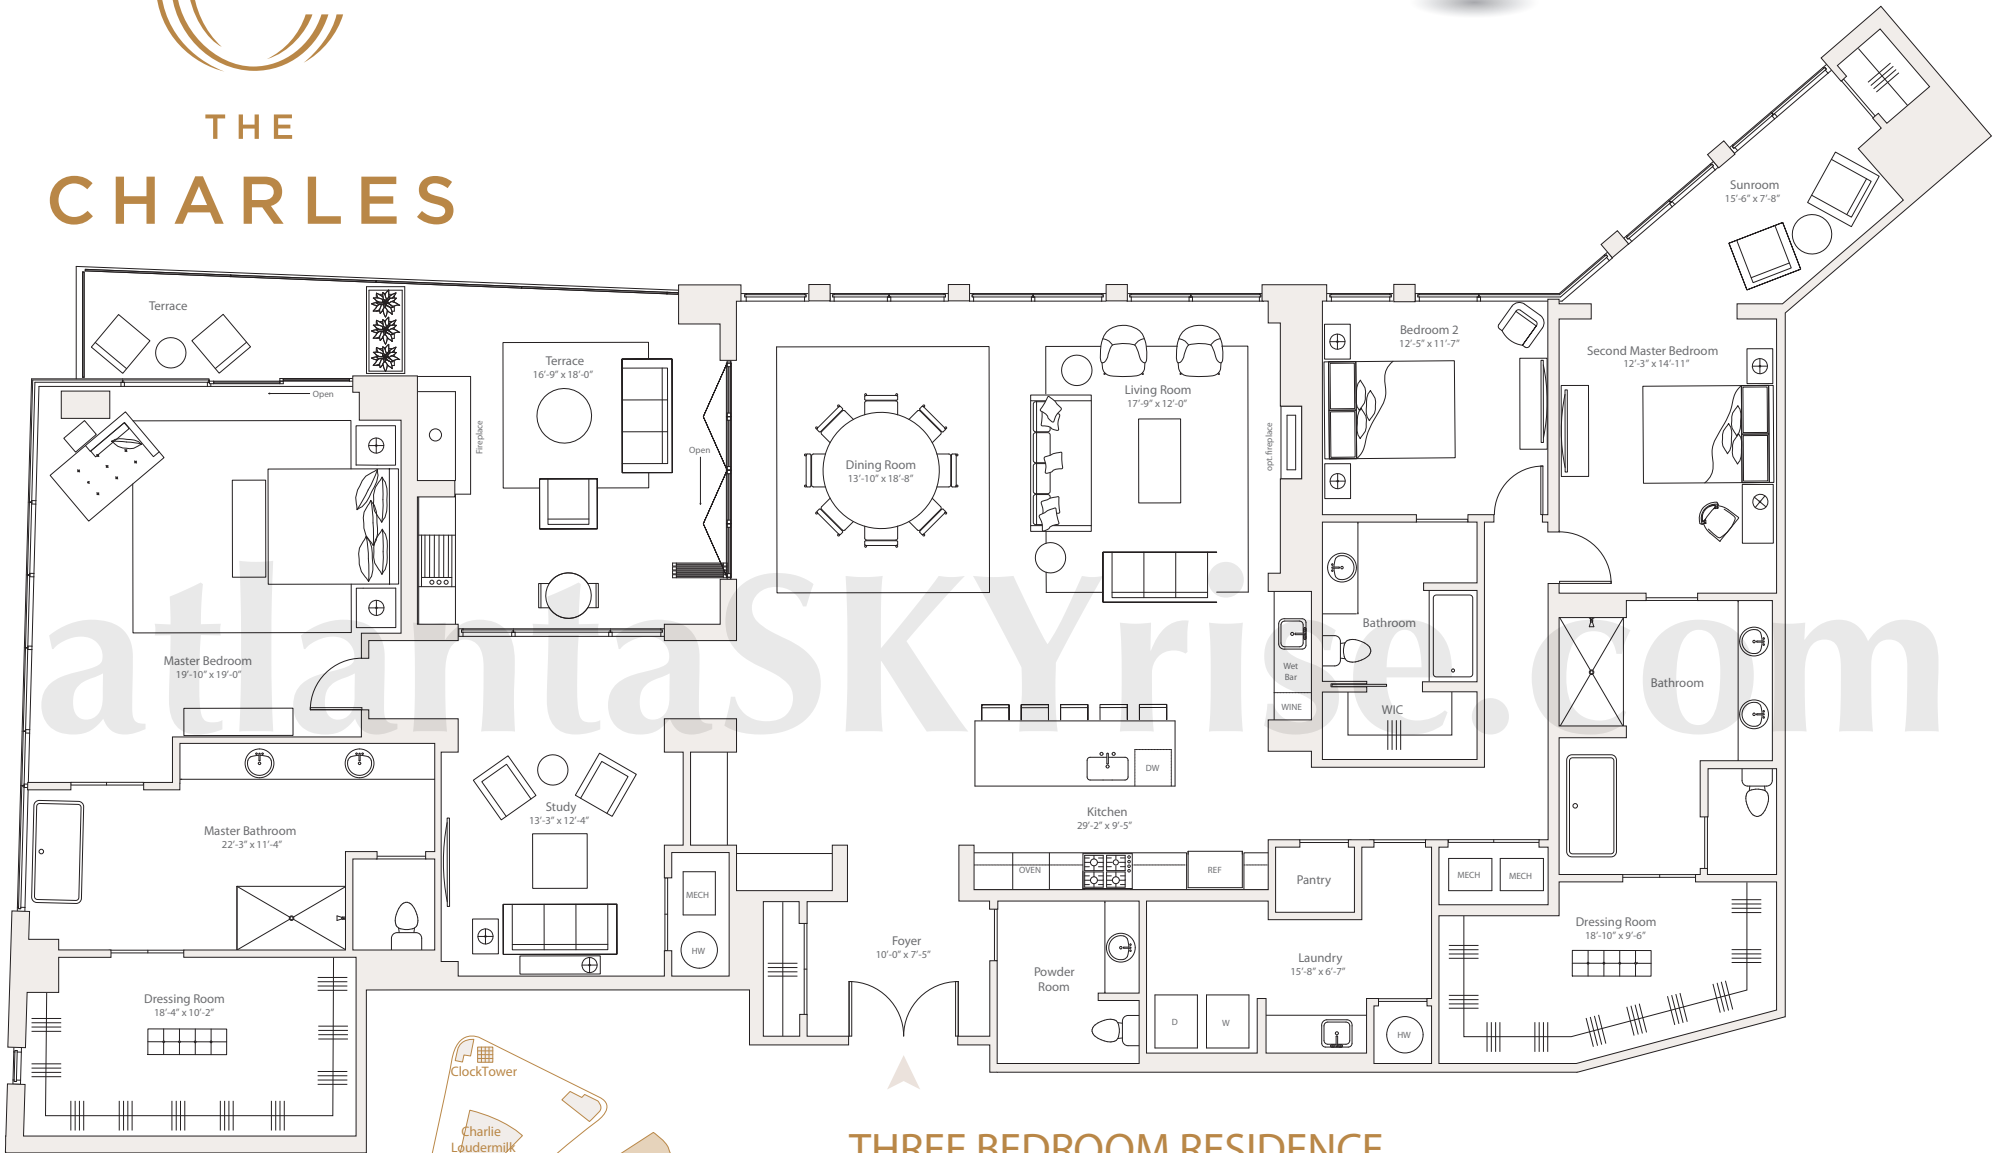 THE
CHARLES
Sunroom
15'-6" x 7'-8"
Terrace
Open
Terrace
16'-9" x 18'-0"
Fireplace
Open
Dining Room
13'-10" x 18'-8"
Living Room
17'-9" x 12'-0"
opt. fireplace
Bedroom 2
12'-5" x 11'-7"
Second Master Bedroom
12'-3" x 14'-11"
atlantaSKYrise.com
Master Bedroom
19'-10" x 19'-0"
Wet
Bar
WINE
Bathroom
WIC
Bathroom
DW
Kitchen
29'-2" x 9'-5"
Study
13'-3" x 12'-4"
Master Bathroom
22'-3" x 11'-4"
OVEN
REF
Pantry
MECH
MECH
MECH
HW
Foyer
10'-0" x 7'-5"
Powder
Room
Laundry
15'-8" x 6'-7"
D
W
HW
Dressing Room
18'-10" x 9'-6"
Dressing Room
18'-4" x 10'-2"
ClockTower
Charlie
Loudermilk
THREE BEDROOM RESIDENCE